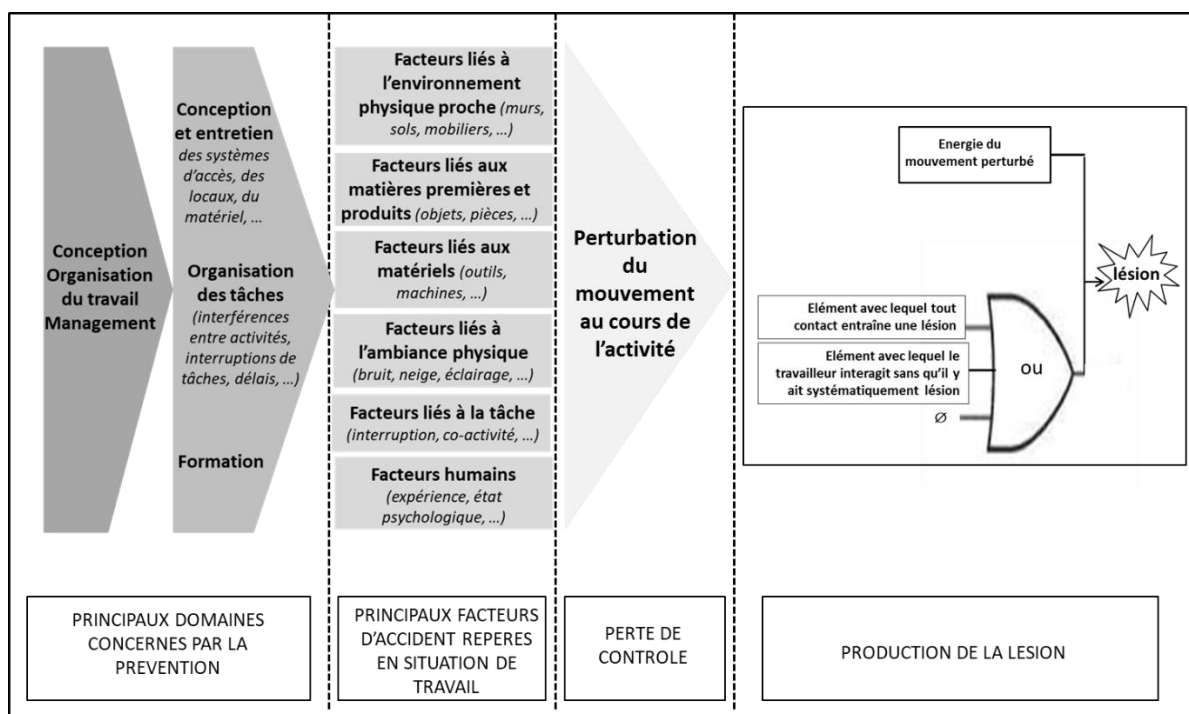 Conception
Organisation
du travail
Management
Conception
et entretien
des systèmes
d'accès, des
locaux, du
matériel, ...
Organisation
des tâches
(interférences
entre activités,
interruptions de
tâches, délais, ...)
Formation
Facteurs liés à
l'environnement
physique proche (murs,
sols, mobiliers, ...)
Facteurs liés aux
matières premières et
produits (objets, pièces, ...)
Facteurs liés aux
matériels (outils,
machines, ...)
Facteurs liés à
l'ambiance physique
(bruit, neige, éclairage, ...)
Facteurs liés à la tâche
(interruption, co-activité, ...)
Facteurs humains
(expérience, état
psychologique, ...)
Perturbation
du
mouvement
au cours de
l'activité
Energie du
mouvement perturbé
lésion
Elément avec lequel tout
contact entraîne une lésion
Elément avec lequel le
travailleur interagit sans qu'il y
ait systématiquement lésion
ou
Ø
PRINCIPAUX DOMAINES
CONCERNES PAR LA
PREVENTION
PRINCIPAUX FACTEURS
D'ACCIDENT REPERES
EN SITUATION DE
TRAVAIL
PERTE DE
CONTROLE
PRODUCTION DE LA LESION